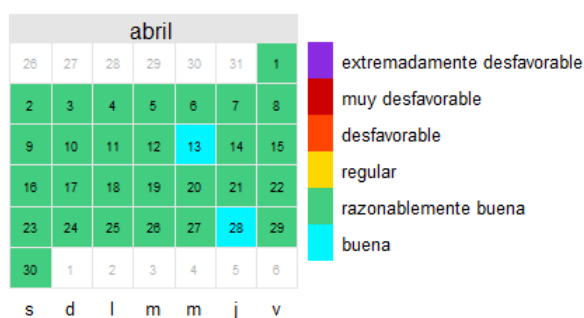 abril
26 27 28 29 30 31 1
2 3 4 5 6 7 8
9 10 11 12 13 14 15
16 17 18 19 20 21 22
23 24 25 26 27 28 29
30 1 2 3 4 5 6
s d l m m j v
extremadamente desfavorable
muy desfavorable
desfavorable
regular
razonablemente buena
buena